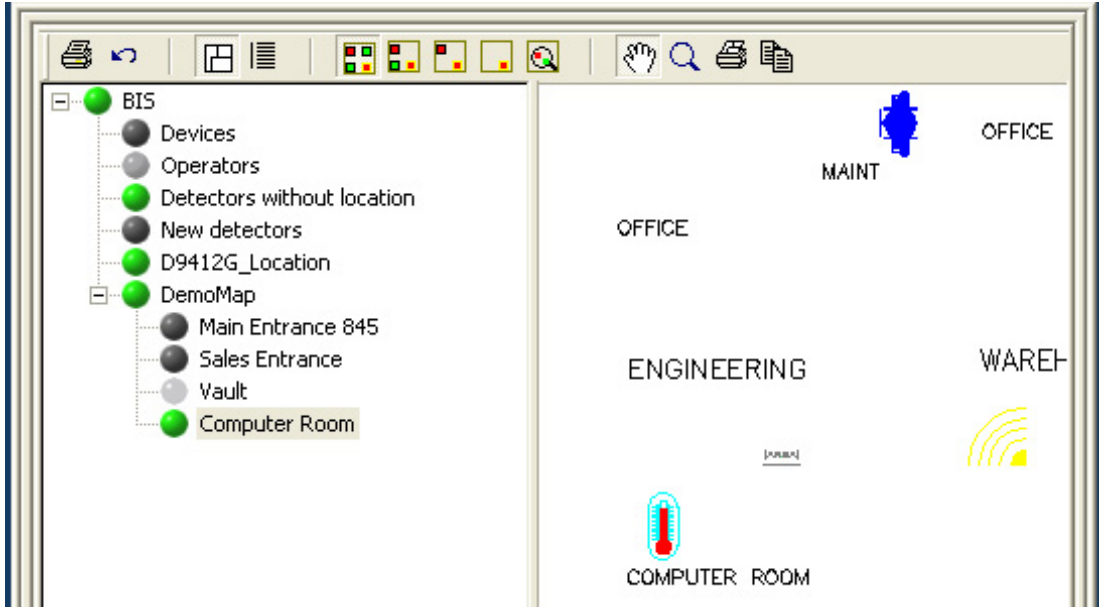 BIS
Devices
Operators
Detectors without location
New detectors
D9412G_Location
DemoMap
Main Entrance 845
Sales Entrance
Vault
Computer Room
OFFICE
MAINT
OFFICE
ENGINEERING
WAREH
COMPUTER ROOM